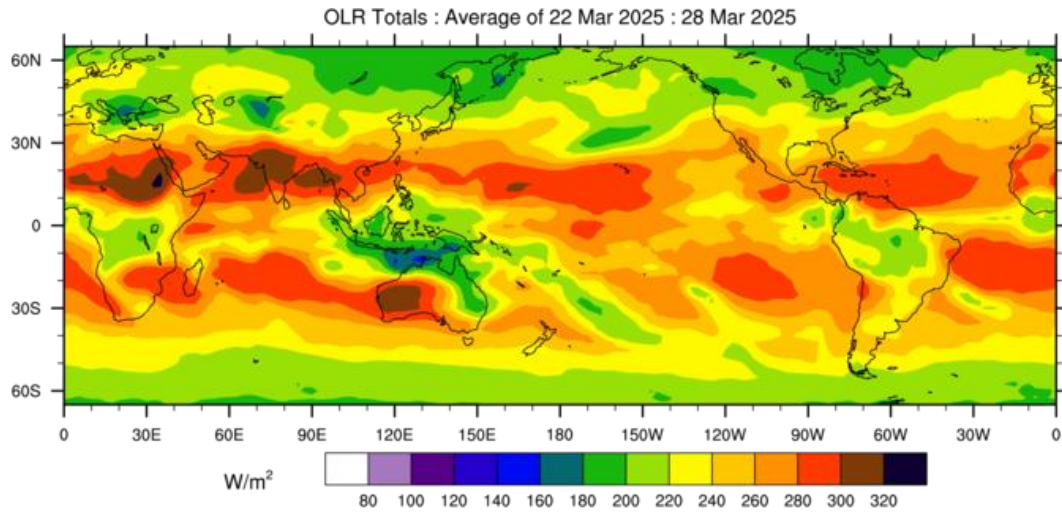 OLR Totals : Average of 22 Mar 2025 : 28 Mar 2025
60N
30N
0
30S
60S
0 30E 60E 90E 120E 150E 180 150W 120W 90W 60W 30W 0
W/m²
80 100 120 140 160 180 200 220 240 260 280 300 320